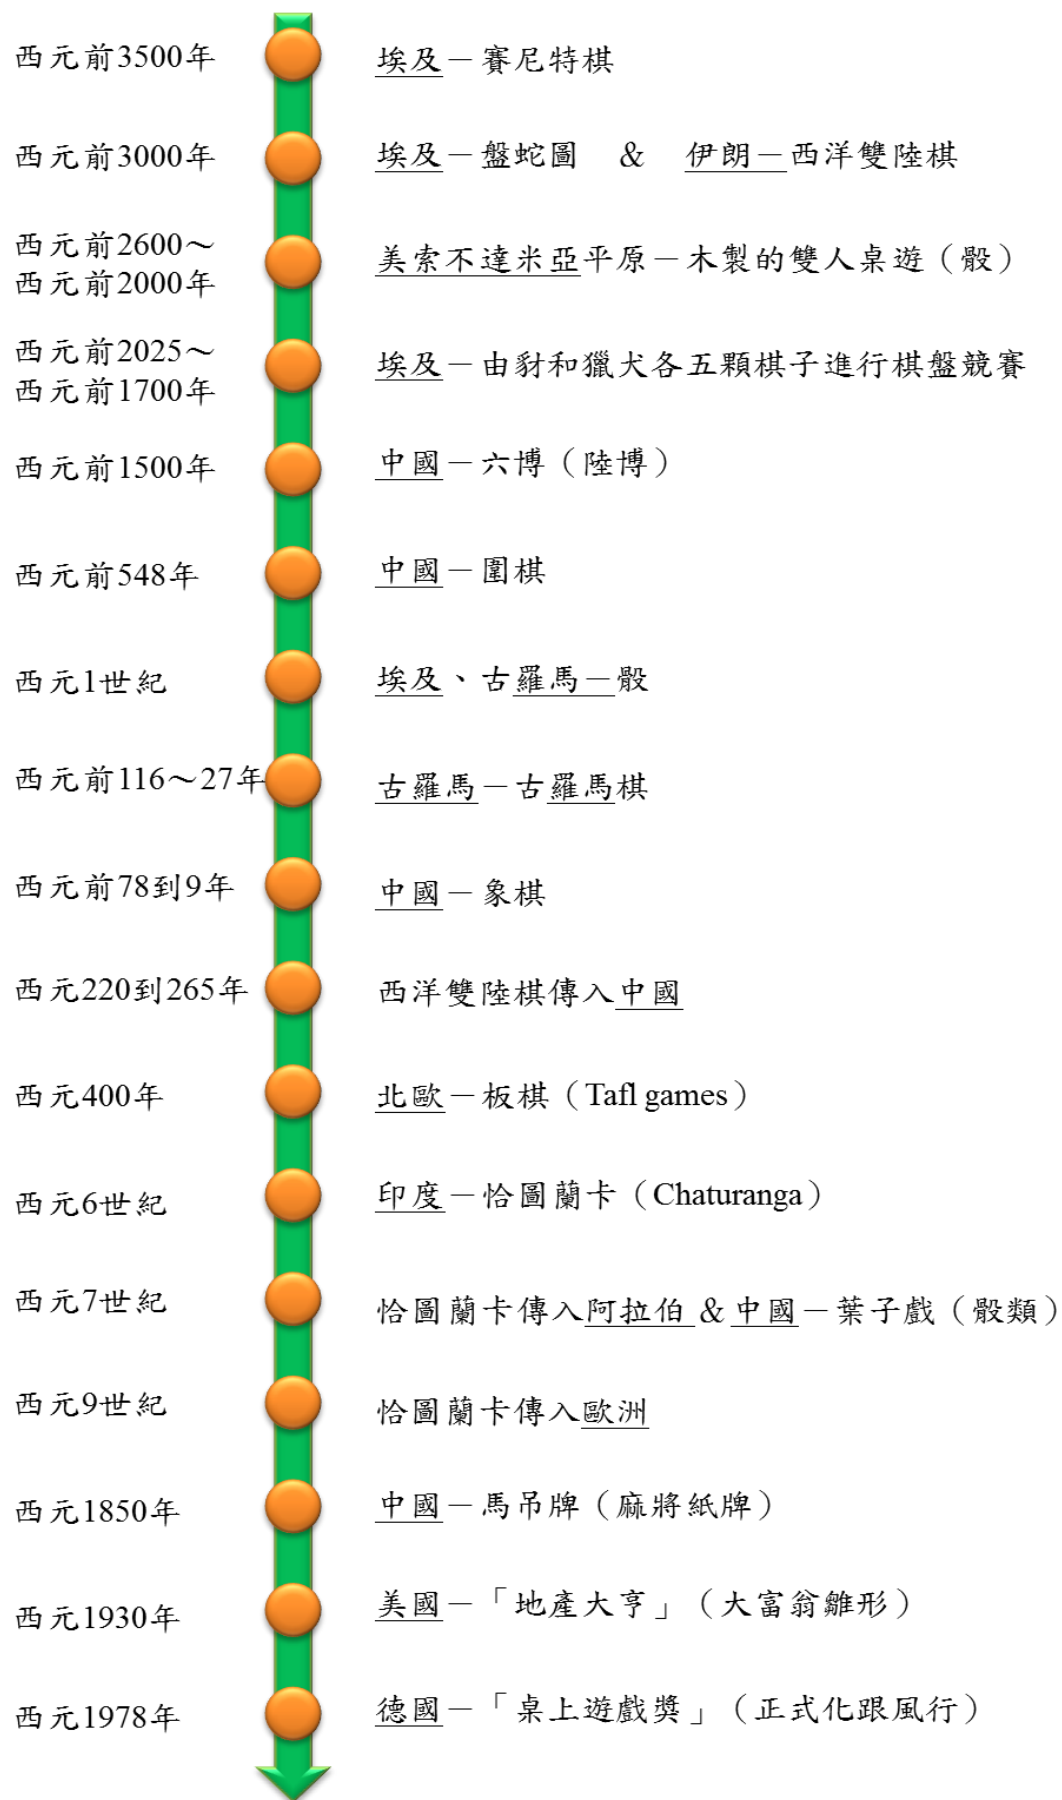 西元前3500年 埃及－賽尼特棋
西元前3000年 埃及－盤蛇圖 & 伊朗－西洋雙陸棋
西元前2600～
西元前2000年 美索不達米亞平原－木製的雙人桌遊（骰）
西元前2025～
西元前1700年 埃及－由豺和獵犬各五顆棋子進行棋盤競賽
西元前1500年 中國－六博（陸博）
西元前548年 中國－圍棋
西元1世紀 埃及、古羅馬－骰
西元前116～27年 古羅馬－古羅馬棋
西元前78到9年 中國－象棋
西元220到265年 西洋雙陸棋傳入中國
西元400年 北歐－板棋（Tafl games）
西元6世紀 印度－恰圖蘭卡（Chaturanga）
西元7世紀 恰圖蘭卡傳入阿拉伯 & 中國－葉子戲（骰類）
西元9世紀 恰圖蘭卡傳入歐洲
西元1850年 中國－馬吊牌（麻將紙牌）
西元1930年 美國－「地產大亨」（大富翁雛形）
西元1978年 德國－「桌上遊戲獎」（正式化跟風行）